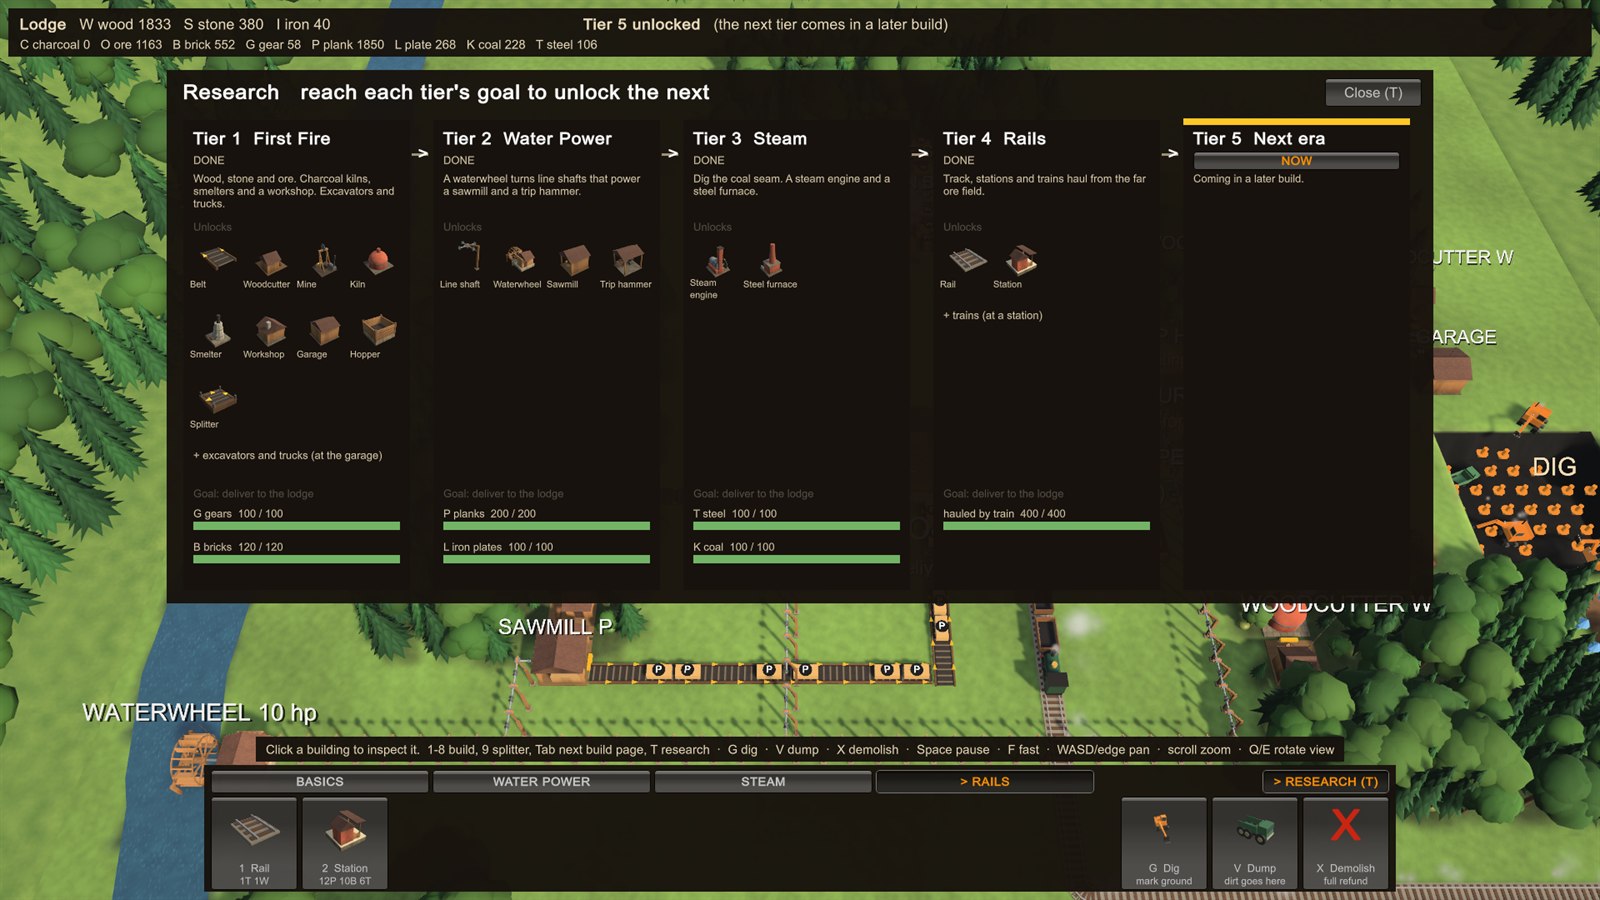 Lodge W wood 1833 S stone 380 I iron 40
Tier 5 unlocked (the next tier comes in a later build)
C charcoal 0 O ore 1163 B brick 552 G gear 58 P plank 1850 L plate 268 K coal 228 T steel 106
Research reach each tier's goal to unlock the next
Close (T)
Tier 1 First Fire
DONE
Wood, stone and ore. Charcoal kilns,
smelters and a workshop. Excavators and
trucks.
Unlocks
Belt
Woodcutter
Mine
Kiln
Smelter
Workshop
Garage
Hopper
Splitter
+ excavators and trucks (at the garage)
Goal: deliver to the lodge
G gears 100 / 100
B bricks 120 / 120
Tier 2 Water Power
DONE
A waterwheel turns line shafts that power
a sawmill and a trip hammer.
Unlocks
Line shaft
Waterwheel
Sawmill
Trip hammer
Goal: deliver to the lodge
P planks 200 / 200
L iron plates 100 / 100
Tier 3 Steam
DONE
Dig the coal seam. A steam engine and a
steel furnace.
Unlocks
Steam
engine
Steel furnace
Goal: deliver to the lodge
T steel 100 / 100
K coal 100 / 100
Tier 4 Rails
DONE
Track, stations and trains haul from the far
ore field.
Unlocks
Rail
Station
+ trains (at a station)
Goal: deliver to the lodge
hauled by train 400 / 400
Tier 5 Next era
NOW
Coming in a later build.
DIG
WOODCUTTER W
SAWMILL P
P P P P P P P
WATERWHEEL 10 hp
Click a building to inspect it. 1-8 build, 9 splitter, Tab next build page, T research · G dig · V dump · X demolish · Space pause · F fast · WASD/edge pan · scroll zoom · Q/E rotate view
BASICS
WATER POWER
STEAM
> RAILS
> RESEARCH (T)
1 Rail
1T 1W
2 Station
12P 10B 6T
G Dig
mark ground
V Dump
dirt goes here
X
X Demolish
full refund